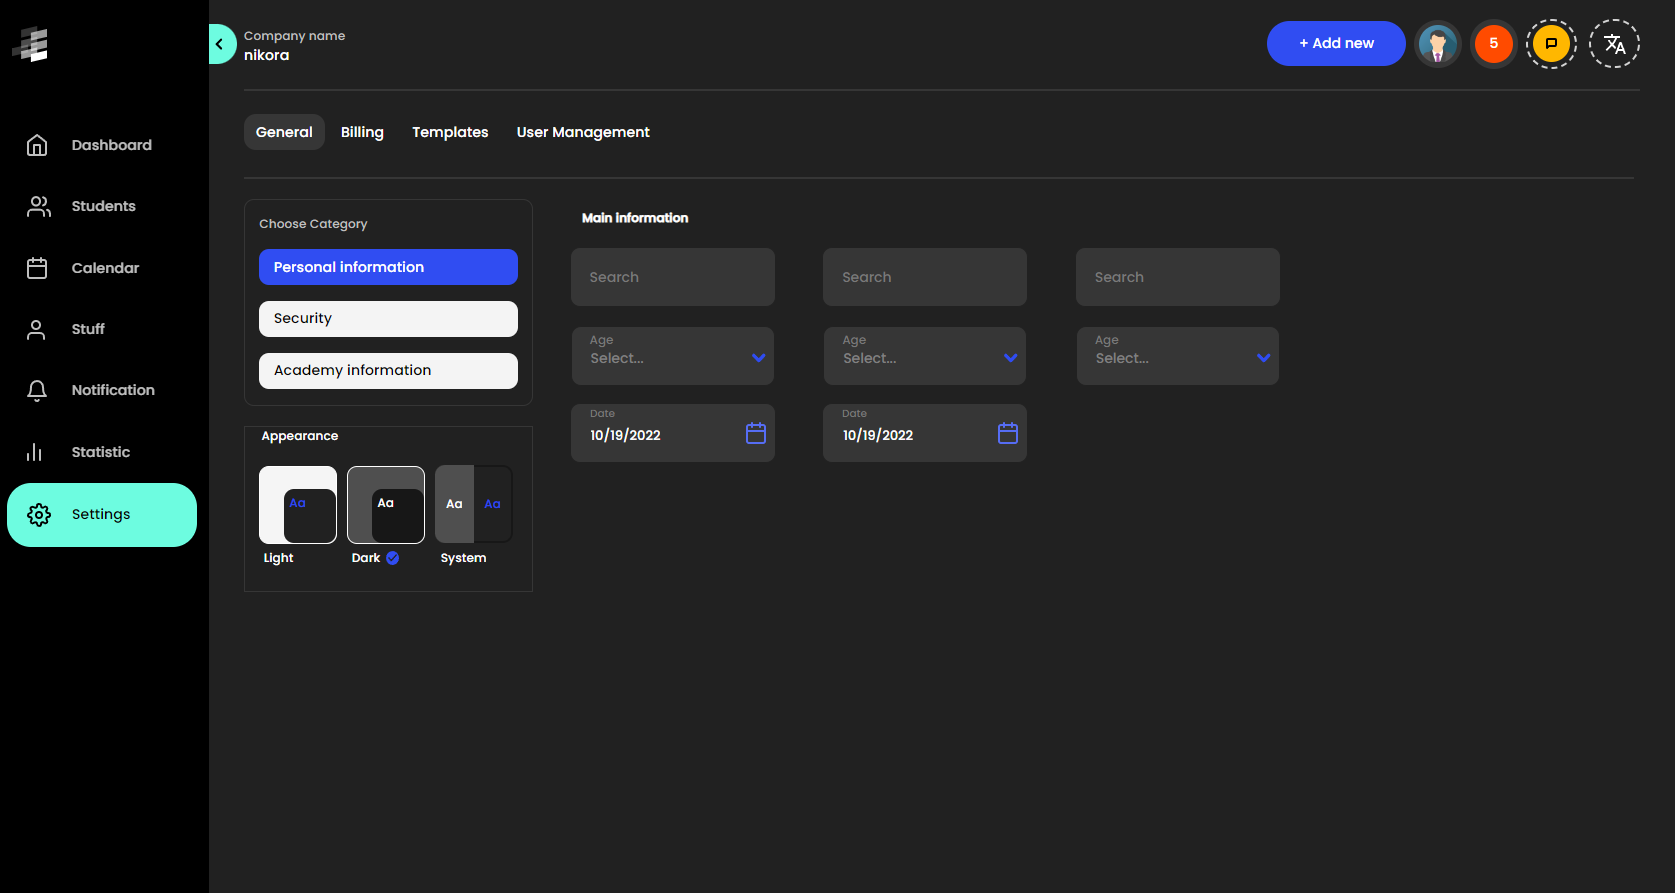 Company name
nikora
+ Add new
5
General
Billing
Templates
User Management
Dashboard
Students
Calendar
Stuff
Notification
Statistic
Settings
Choose Category
Personal information
Security
Academy information
Appearance
Aa
Aa
Aa
Aa
Light
Dark
System
Main information
Search
Search
Search
Age
Select...
Age
Select...
Age
Select...
Date
10/19/2022
Date
10/19/2022